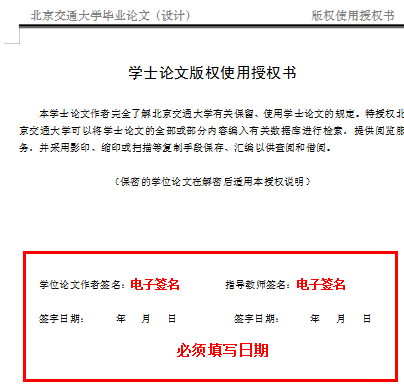 北京交通大学毕业论文（设计） 版权使用授权书
学士论文版权使用授权书
本学士论文作者完全了解北京交通大学有关保留、使用学士论文的规定。特授权北
京交通大学可以将学士论文的全部或部分内容编入有关数据库进行检索，提供阅览服
务，并采用影印、缩印或扫描等复制手段保存、汇编以供查阅和借阅。
（保密的学位论文在解密后适用本授权说明）
学位论文作者签名：电子签名 指导教师签名：电子签名
签字日期： 年 月 日 签字日期： 年 月 日
必须填写日期